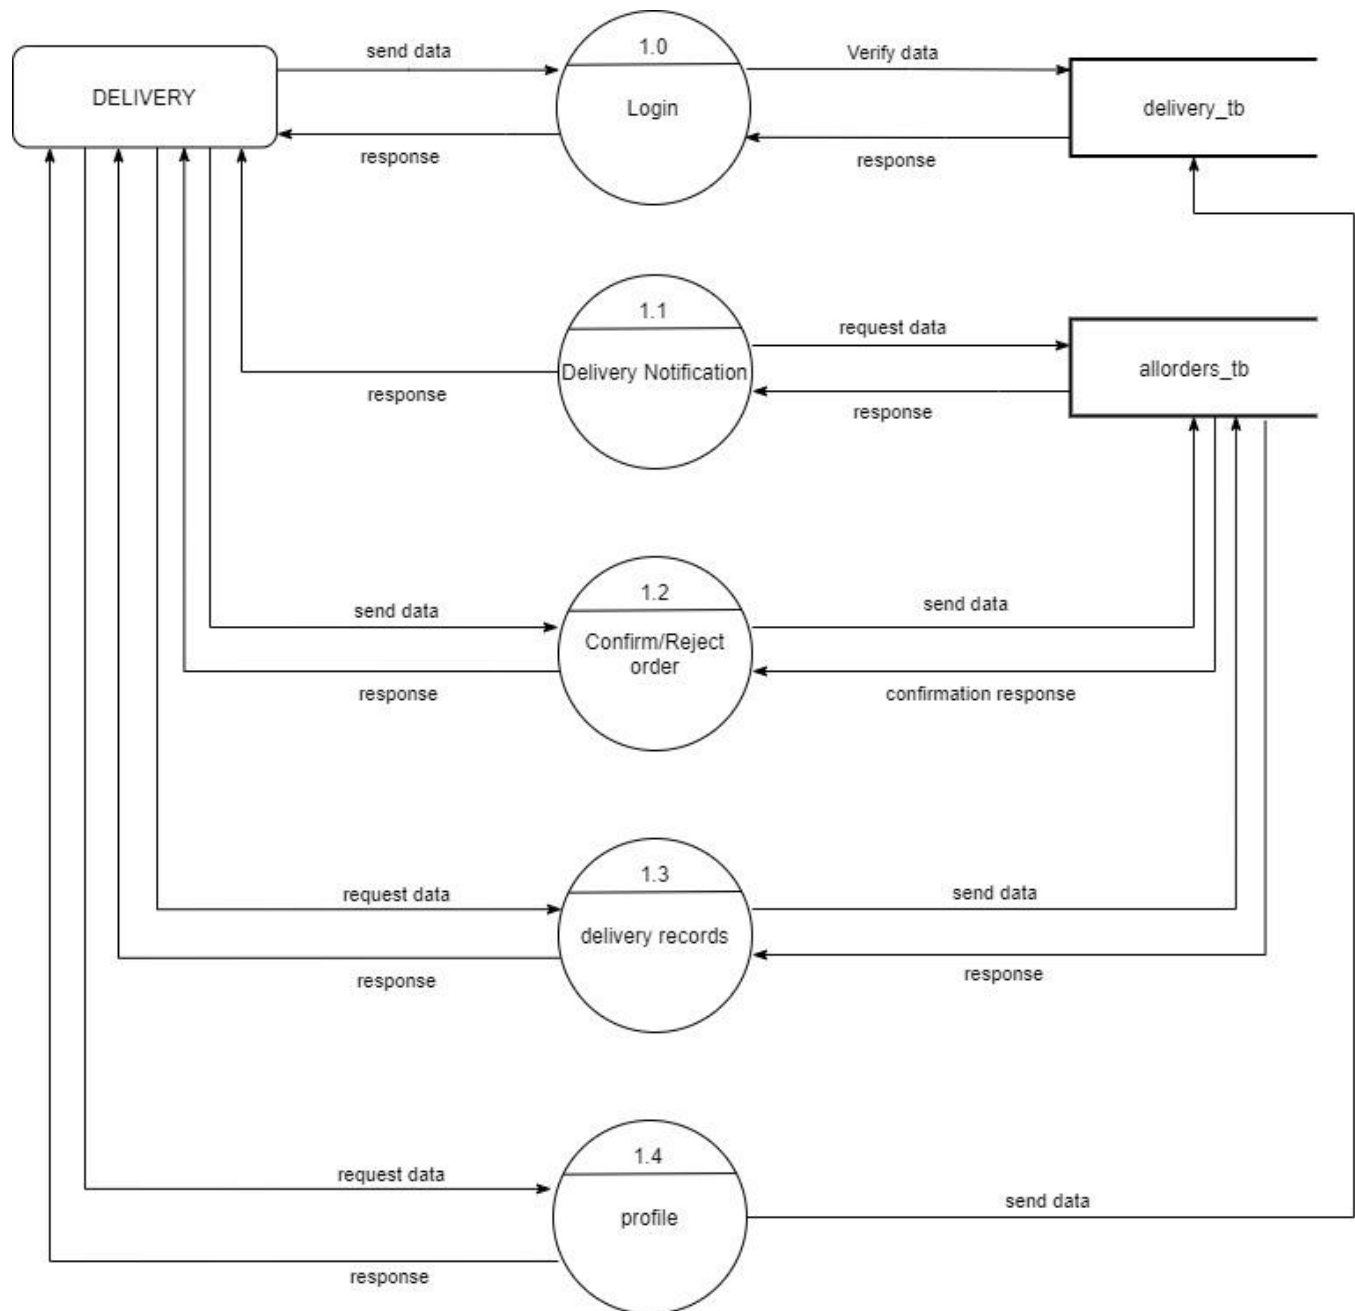 send data
1.0
Verify data
DELIVERY
Login
delivery_tb
response
response
1.1
request data
Delivery Notification
allorders_tb
response
response
1.2
send data
send data
Confirm/Reject
order
response
confirmation response
1.3
request data
send data
delivery records
response
response
1.4
request data
send data
profile
response